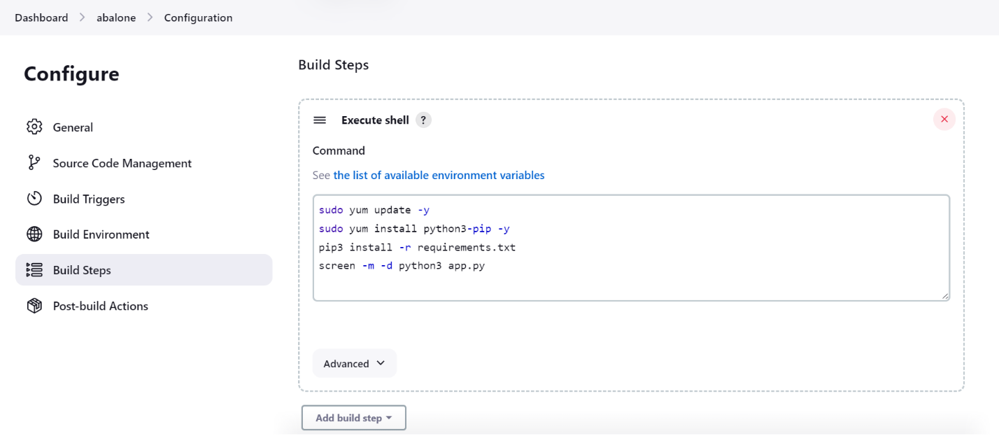 Dashboard > abalone > Configuration
Configure
General
Source Code Management
Build Triggers
Build Environment
Build Steps
Post-build Actions
Build Steps
Execute shell ?
Command
See the list of available environment variables
sudo yum update -y
sudo yum install python3-pip -y
pip3 install -r requirements.txt
screen -m -d python3 app.py
Advanced
Add build step